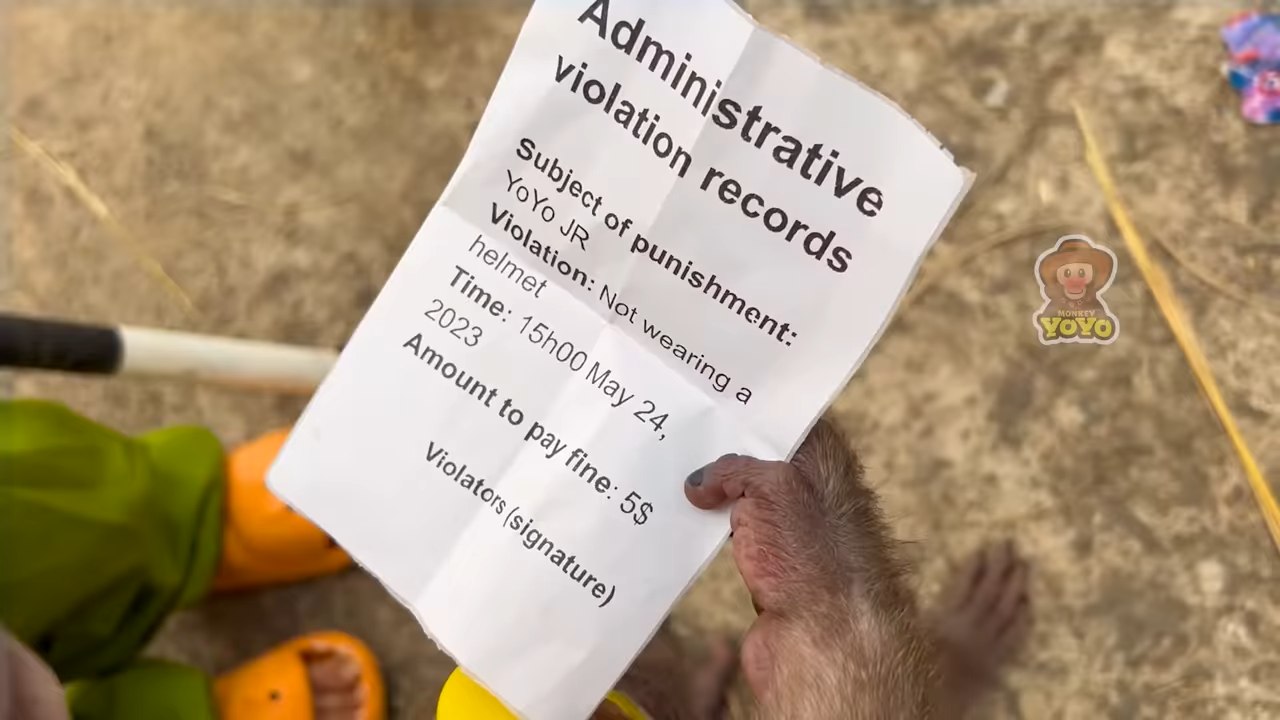 Administrative
violation records
Subject of punishment:
YoYo JR
Violation: Not wearing a
helmet
Time: 15h00 May 24,
2023
Amount to pay fine: 5$
Violators (signature)
MONKEY
YOYO